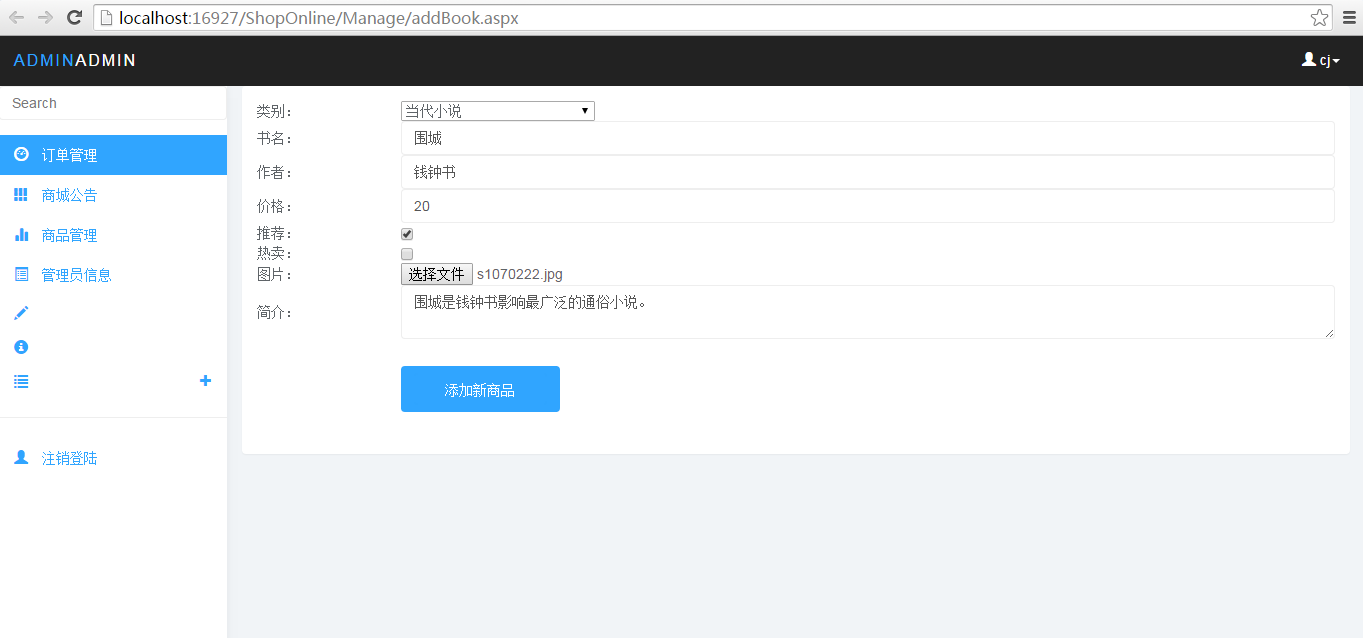 localhost:16927/ShopOnline/Manage/addBook.aspx
ADMINADMIN
cj
Search
订单管理
商城公告
商品管理
管理员信息
注销登陆
类别：
当代小说
书名：
围城
作者：
钱钟书
价格：
20
推荐：
热卖：
图片：
选择文件 s1070222.jpg
简介：
围城是钱钟书影响最广泛的通俗小说。
添加新商品